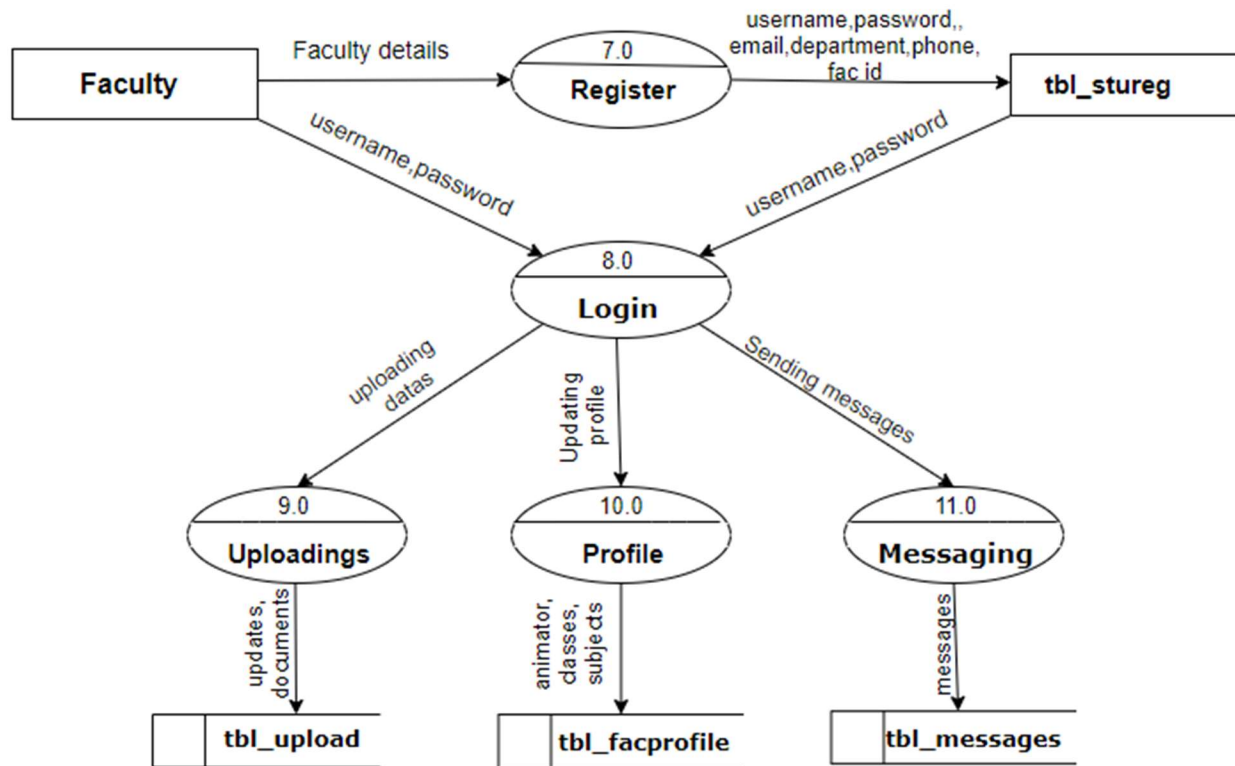 Faculty
Faculty details
7.0
Register
username,password,,
email,department,phone,
fac id
tbl_stureg
username,password
username,password
8.0
Login
uploading
datas
Updating
profile
Sending messages
9.0
Uploadings
10.0
Profile
11.0
Messaging
updates,
documents
animator,
classes,
subjects
messages
tbl_upload
tbl_facprofile
tbl_messages